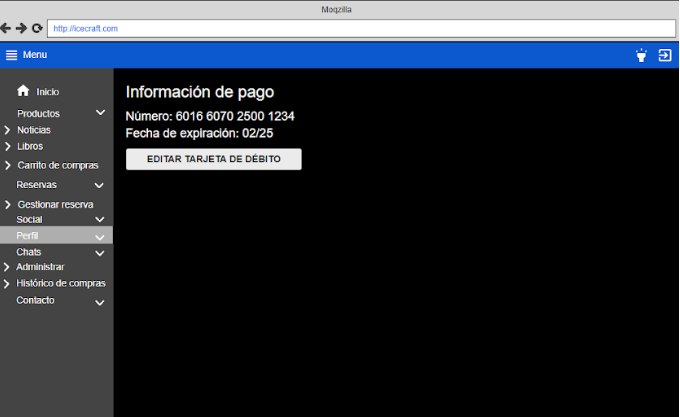 Moqzilla
http://icecraft.com
Menu
Inicio
Productos
Noticias
Libros
Carrito de compras
Reservas
Gestionar reserva
Social
Perfil
Chats
Administrar
Histórico de compras
Contacto
Información de pago
Número: 6016 6070 2500 1234
Fecha de expiración: 02/25
EDITAR TARJETA DE DÉBITO